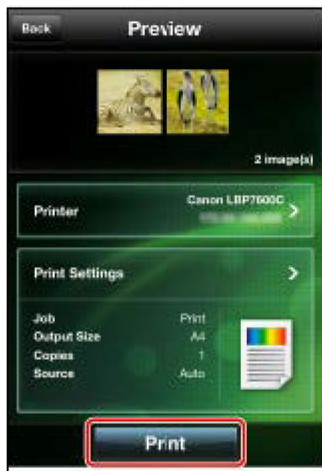 Back
Preview
2 image(s)
Printer
Canon LBP7600C
Print Settings
Job Print
Output Size A4
Copies 1
Source Auto
Print